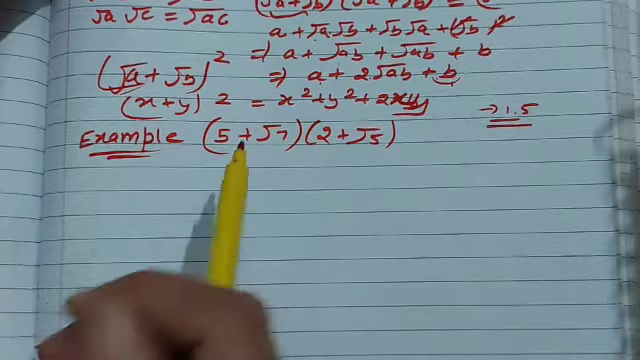 √a √c = √ac
a + √a.√b + √b√a + (√b)²
(√a + √b)² ⇒ a + √ab + √ab + b
⇒ a + 2√ab + b
(x+y)² = x²+y²+2xy
→ 1.5
Example (5+√7)(2+√5)